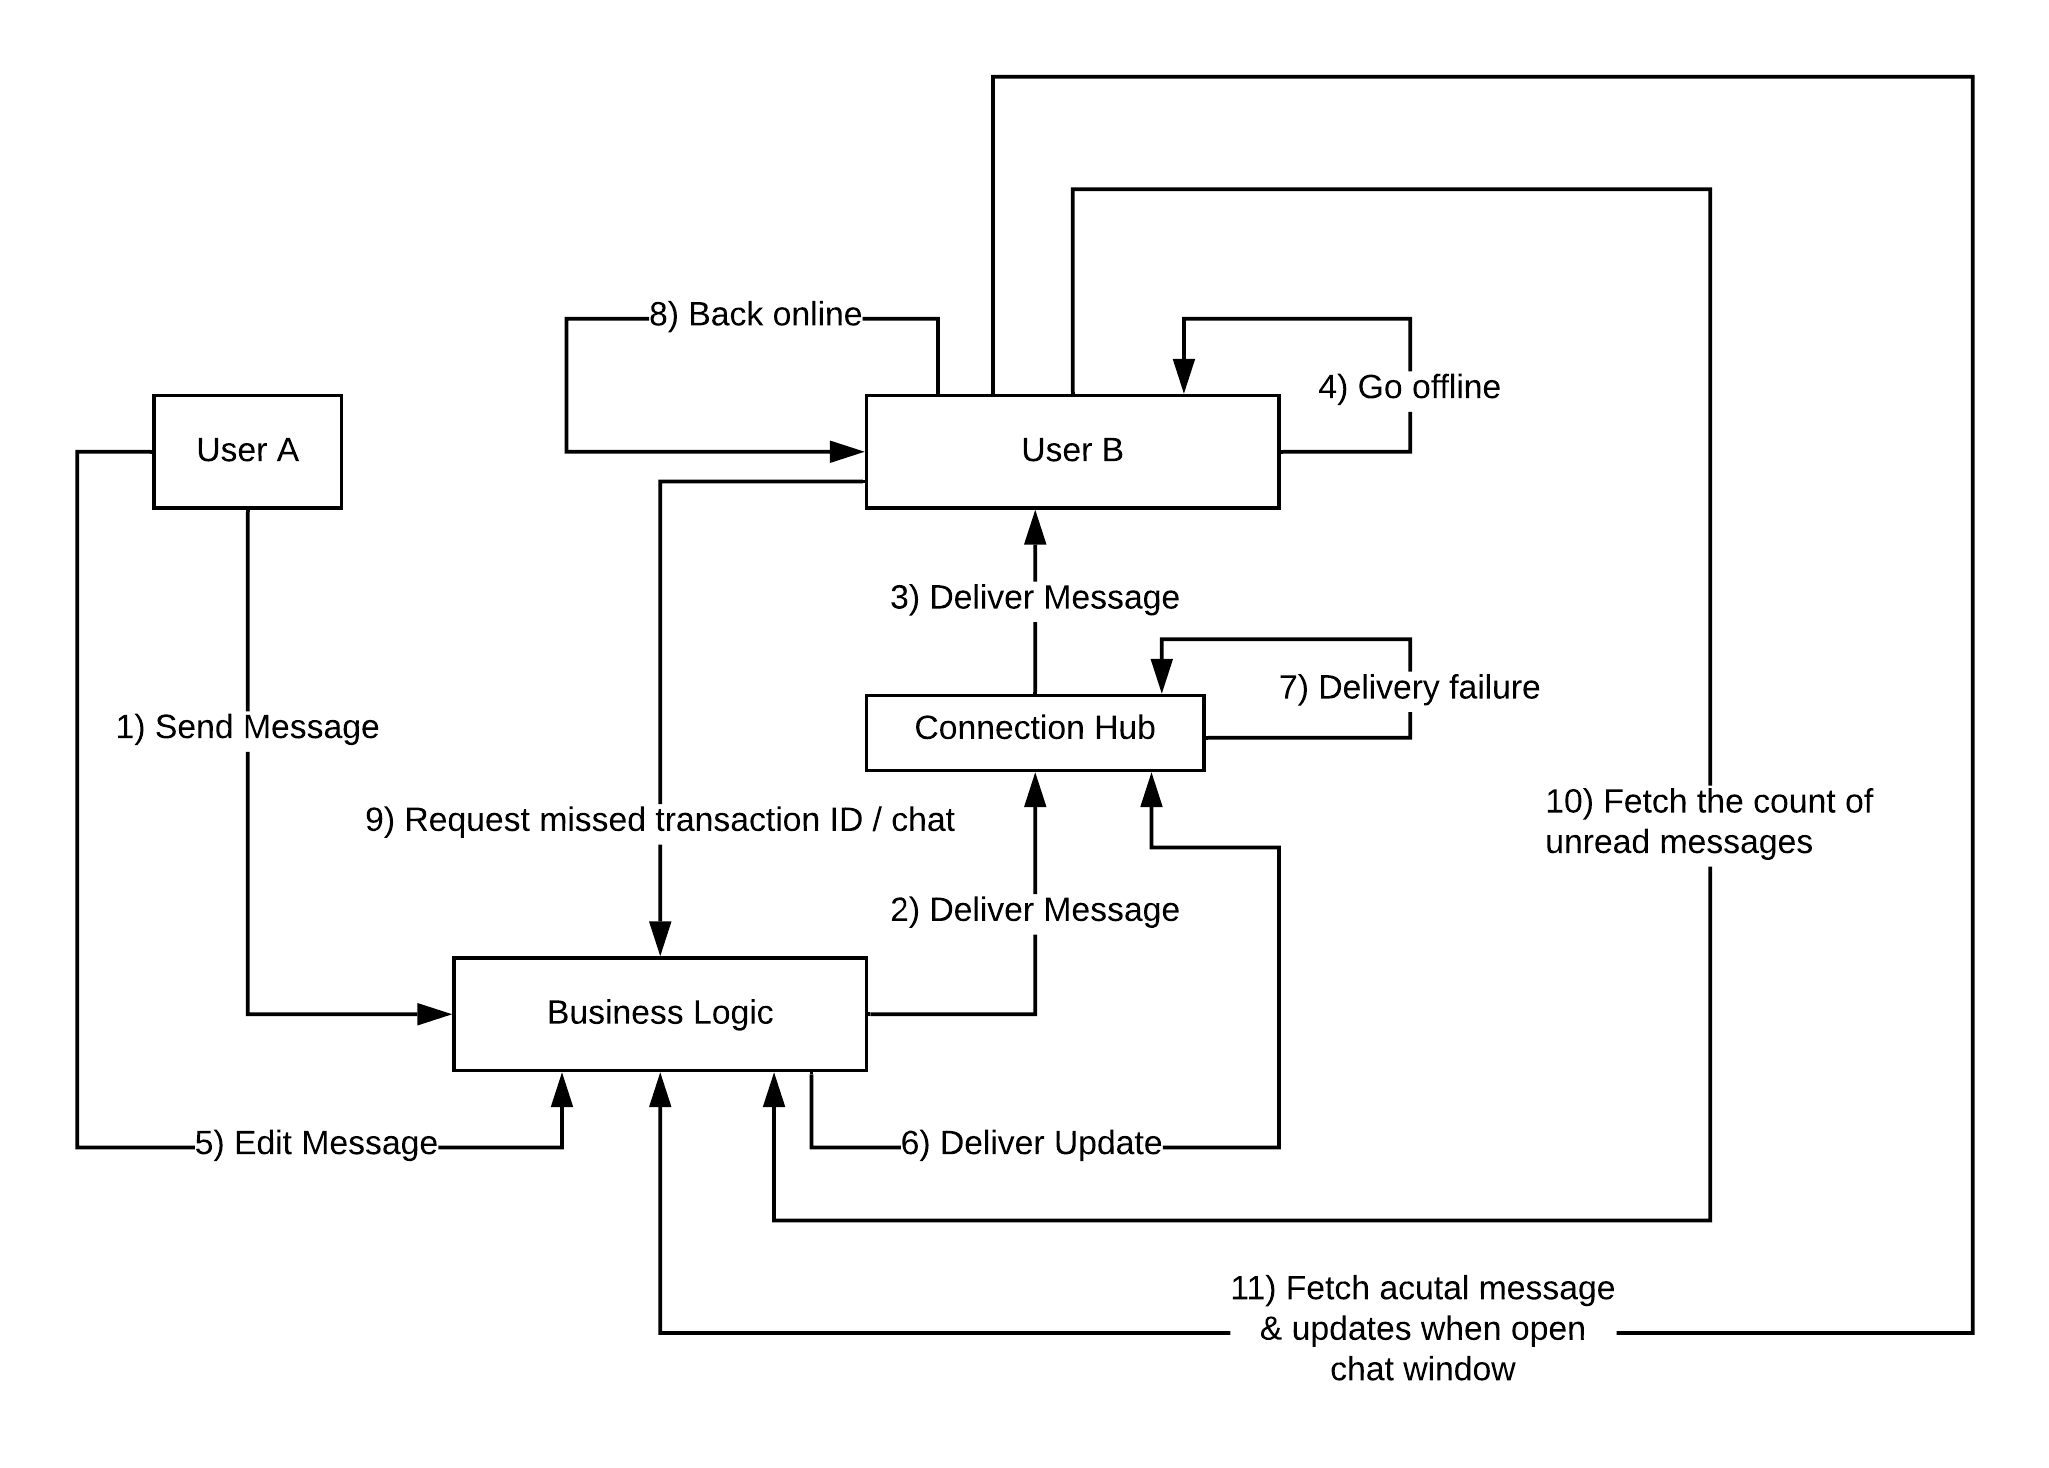 8) Back online
4) Go offline
User A
User B
3) Deliver Message
7) Delivery failure
1) Send Message
Connection Hub
9) Request missed transaction ID / chat
10) Fetch the count of
unread messages
2) Deliver Message
Business Logic
5) Edit Message
6) Deliver Update
11) Fetch acutal message
& updates when open
chat window